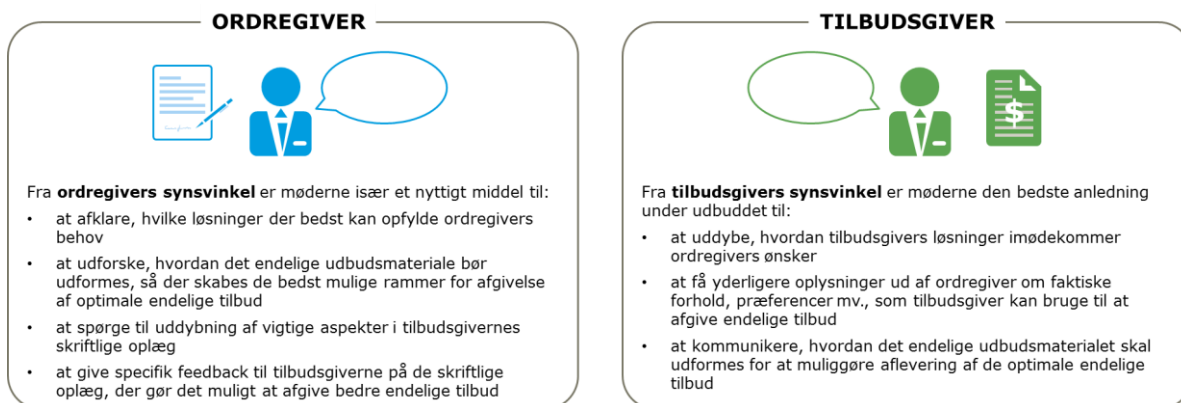 ORDREGIVER
Fra ordregivers synsvinkel er møderne især et nyttigt middel til:
• at afklare, hvilke løsninger der bedst kan opfylde ordregivers
behov
• at udforske, hvordan det endelige udbudsmateriale bør
udformes, så der skabes de bedst mulige rammer for afgivelse
af optimale endelige tilbud
• at spørge til uddybning af vigtige aspekter i tilbudsgivernes
skriftlige oplæg
• at give specifik feedback til tilbudsgiverne på de skriftlige
oplæg, der gør det muligt at afgive bedre endelige tilbud
TILBUDSGIVER
$
Fra tilbudsgivers synsvinkel er møderne den bedste anledning
under udbuddet til:
• at uddybe, hvordan tilbudsgivers løsninger imødekommer
ordregivers ønsker
• at få yderligere oplysninger ud af ordregiver om faktiske
forhold, præferencer mv., som tilbudsgiver kan bruge til at
afgive endelige tilbud
• at kommunikere, hvordan det endelige udbudsmaterialet skal
udformes for at muliggøre aflevering af de optimale endelige
tilbud